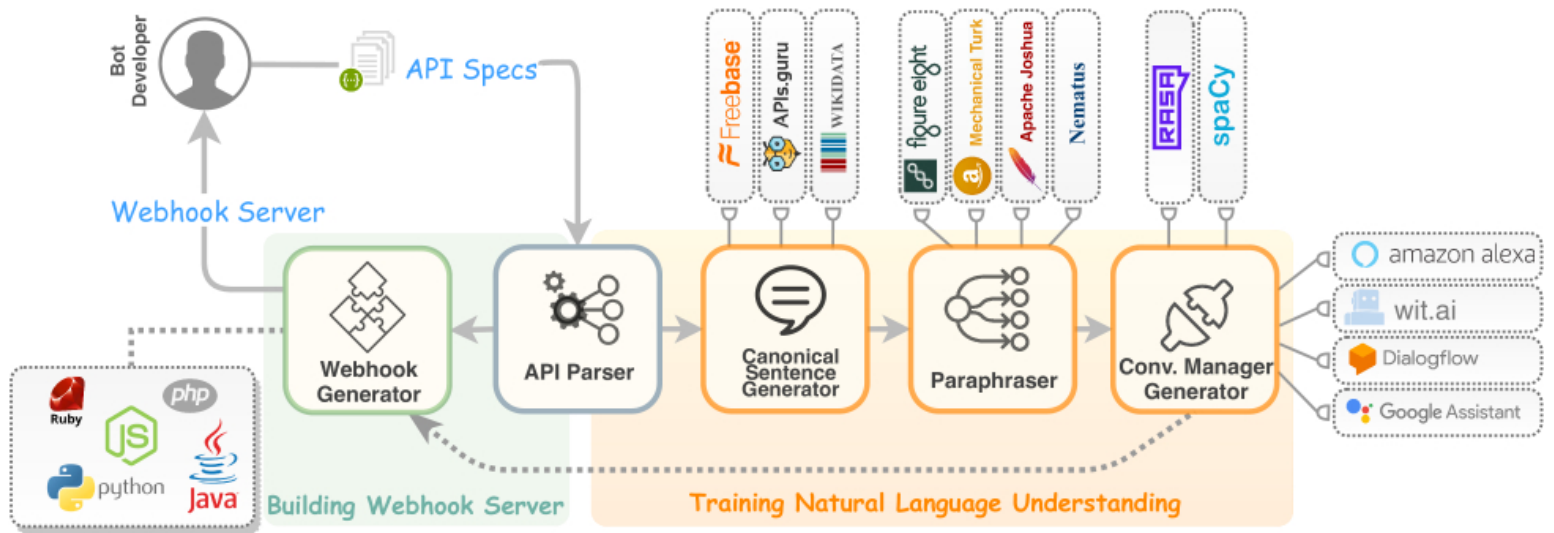 Bot
Developer
API Specs
Webhook Server
Freebase
APIs.guru
WIKIDATA
figure eight
Mechanical Turk
Apache Joshua
Nematus
RASA
spaCy
amazon alexa
wit.ai
Dialogflow
Google Assistant
Webhook
Generator
API Parser
Canonical
Sentence
Generator
Paraphraser
Conv. Manager
Generator
Ruby
php
JS
python
Java
a
Building Webhook Server
Training Natural Language Understanding